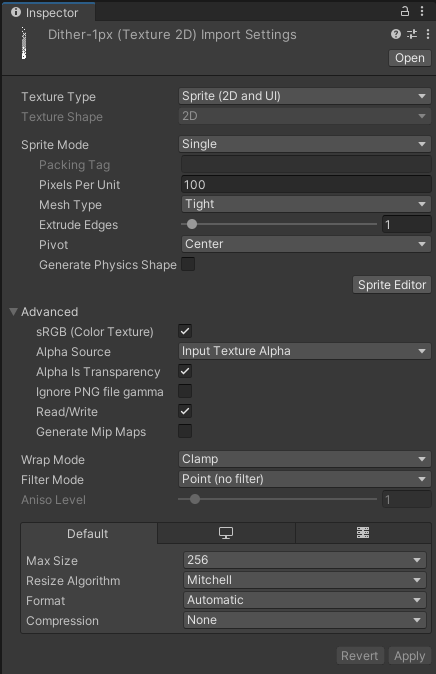 Inspector
Dither-1px (Texture 2D) Import Settings
Open
Texture Type Sprite (2D and UI)
Texture Shape 2D
Sprite Mode Single
Packing Tag
Pixels Per Unit 100
Mesh Type Tight
Extrude Edges 1
Pivot Center
Generate Physics Shape
Sprite Editor
Advanced
sRGB (Color Texture)
Alpha Source Input Texture Alpha
Alpha Is Transparency
Ignore PNG file gamma
Read/Write
Generate Mip Maps
Wrap Mode Clamp
Filter Mode Point (no filter)
Aniso Level 1
Default
Max Size 256
Resize Algorithm Mitchell
Format Automatic
Compression None
Revert Apply